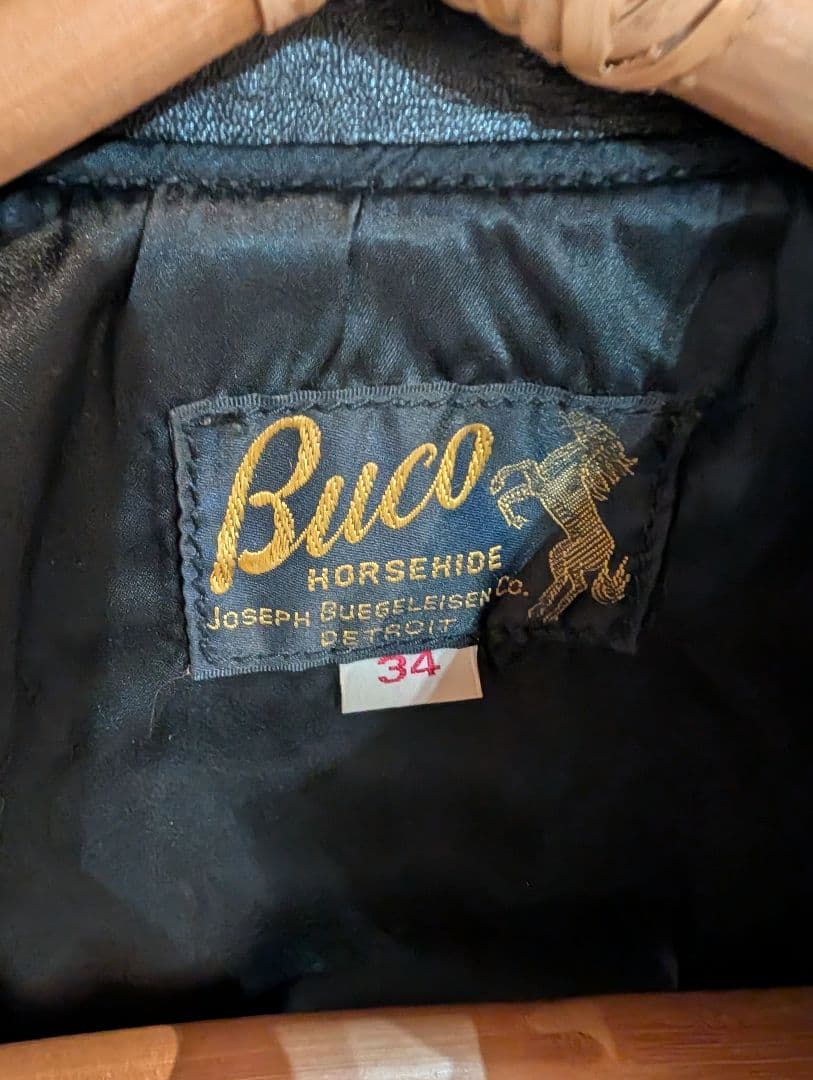 Buco
HORSEHIDE
JOSEPH BUEGELEISEN Co.
DETROIT
34